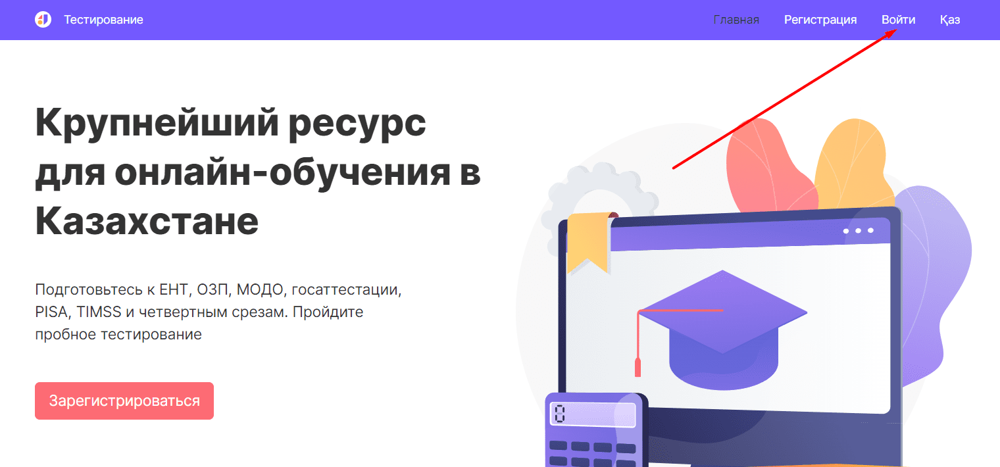 Тестирование
Главная
Регистрация
Войти
Қаз
Крупнейший ресурс
для онлайн-обучения в
Казахстане
Подготовьтесь к ЕНТ, ОЗП, МОДО, госаттестации,
PISA, TIMSS и четвертным срезам. Пройдите
пробное тестирование
Зарегистрироваться
0